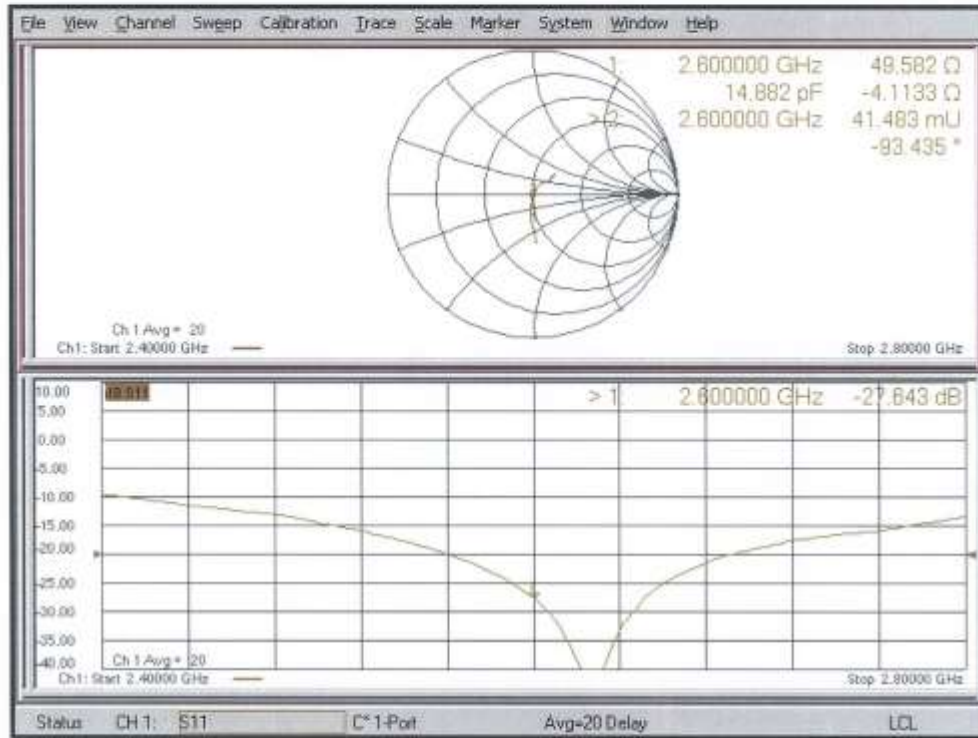 File View Channel Sweep Calibration Trace Scale Marker System Window Help
1: 2.600000 GHz 49.582 Ω
14.882 pF -4.1133 Ω
> 2: 2.600000 GHz 41.483 mU
-93.435 °
Ch 1 Avg = 20
Ch1: Start 2.40000 GHz
Stop 2.80000 GHz
10.00
> 1: 2.600000 GHz -27.643 dB
5.00
0.00
-5.00
-10.00
-15.00
-20.00
-25.00
-30.00
-35.00
-40.00
Ch 1 Avg = 20
Ch1: Start 2.40000 GHz
Stop 2.80000 GHz
Status CH 1: S11 C* 1-Port Avg=20 Delay LCL